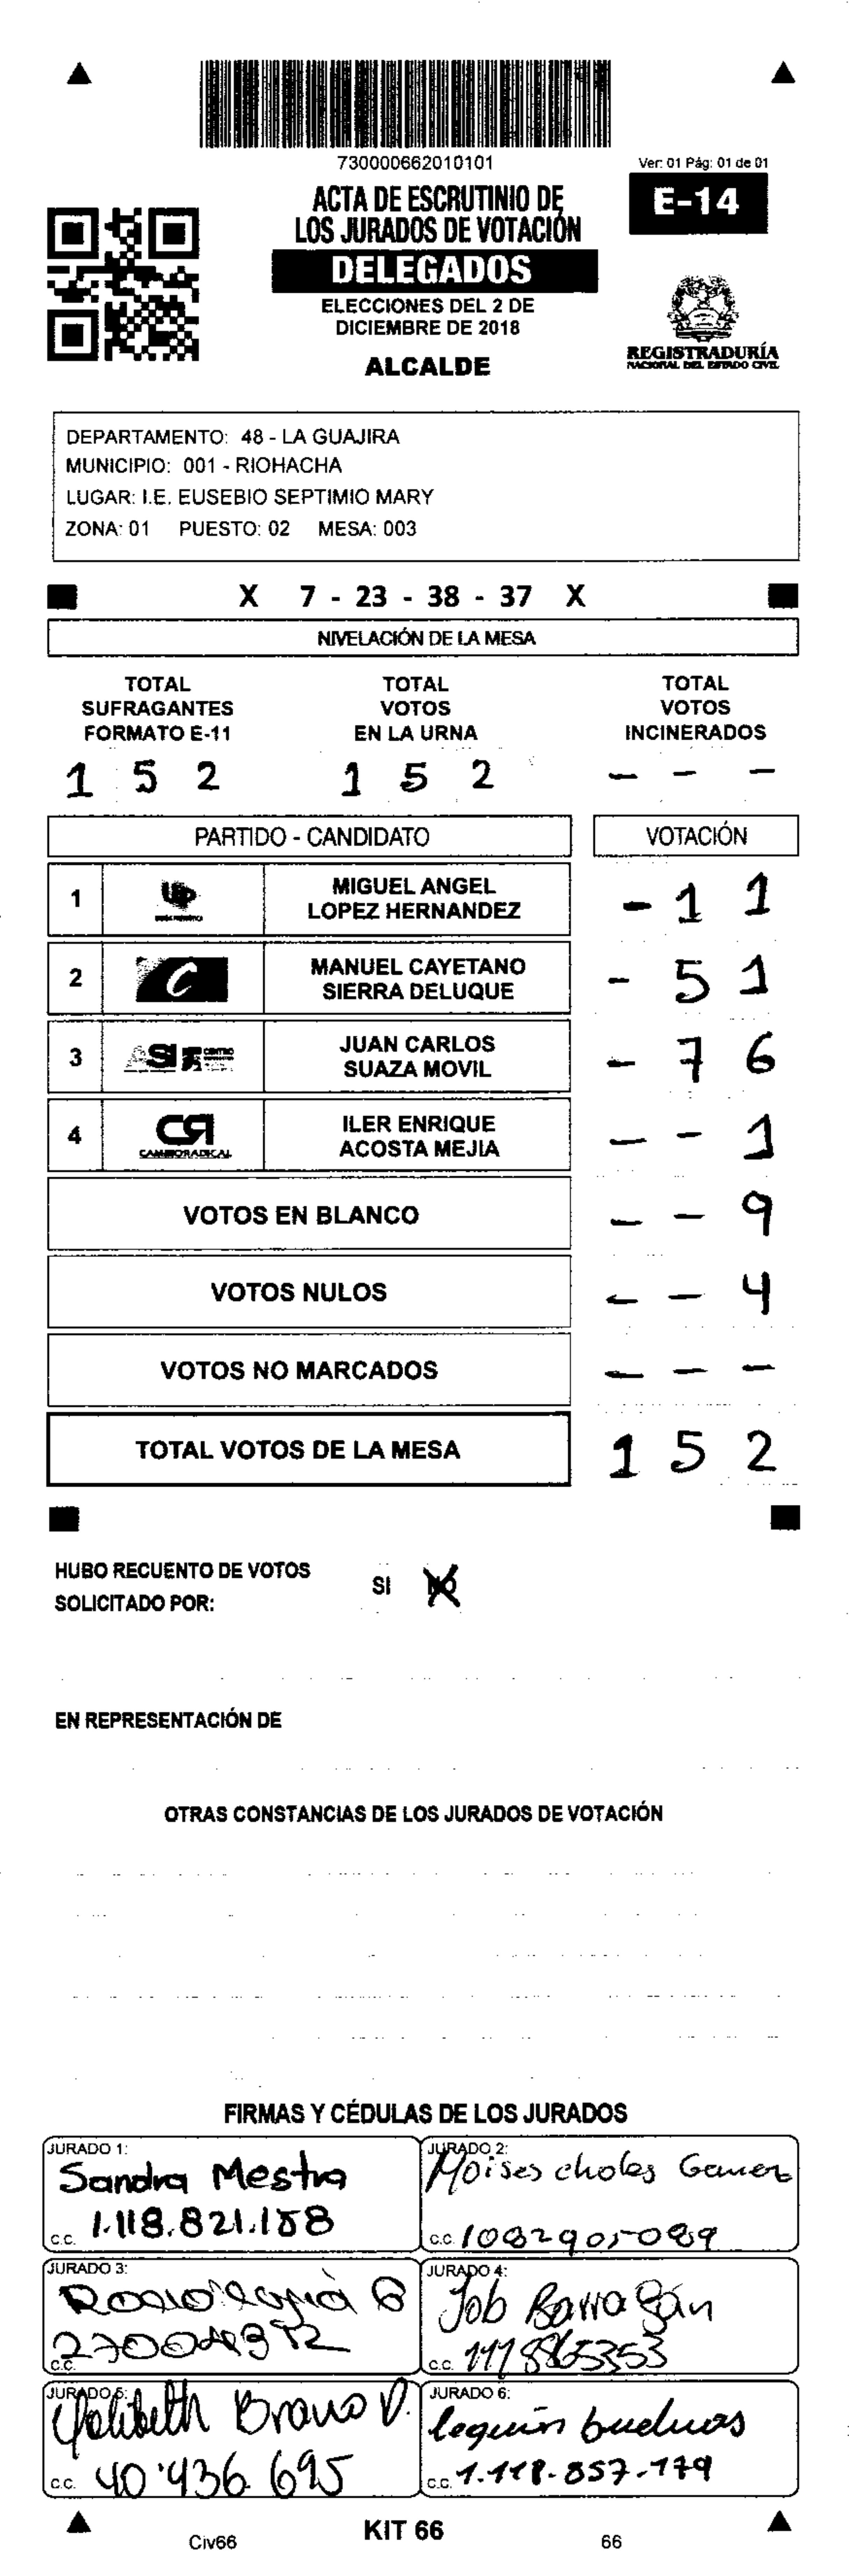 730000662010101
Ver: 01 Pág: 01 de 01
ACTA DE ESCRUTINIO DE
LOS JURADOS DE VOTACIÓN
E-14
DELEGADOS
ELECCIONES DEL 2 DE
DICIEMBRE DE 2018
ALCALDE
REGISTRADURÍA
NACIONAL DEL ESTADO CIVIL
DEPARTAMENTO: 48 - LA GUAJIRA
MUNICIPIO: 001 - RIOHACHA
LUGAR: I.E. EUSEBIO SEPTIMIO MARY
ZONA: 01 PUESTO: 02 MESA: 003
X 7 - 23 - 38 - 37 X
NIVELACIÓN DE LA MESA
TOTAL SUFRAGANTES FORMATO E-11
TOTAL VOTOS EN LA URNA
TOTAL VOTOS INCINERADOS
1 5 2 1 5 2 - - -
PARTIDO - CANDIDATO VOTACIÓN
1 UP MIGUEL ANGEL
LOPEZ HERNANDEZ - 1 1
2 C MANUEL CAYETANO
SIERRA DELUQUE - 5 1
3 ASI JUAN CARLOS
SUAZA MOVIL - 7 6
4 CR CAMBIO RADICAL ILER ENRIQUE
ACOSTA MEJIA - - 1
VOTOS EN BLANCO - - 9
VOTOS NULOS - - 4
VOTOS NO MARCADOS - - -
TOTAL VOTOS DE LA MESA 1 5 2
HUBO RECUENTO DE VOTOS SI NO
SOLICITADO POR:
EN REPRESENTACIÓN DE
OTRAS CONSTANCIAS DE LOS JURADOS DE VOTACIÓN
FIRMAS Y CÉDULAS DE LOS JURADOS
JURADO 1:
Sandra Mestra
C.C. 1.118.821.188
JURADO 2:
Moises choles Gamez
C.C. 1082905089
JURADO 3:
C.C.
JURADO 4:
Job Barragán
C.C. 1118865353
JURADO 5:
Yalibeth Bravo V.
C.C. 40'936.695
JURADO 6:
C.C. 1.118.857.179
KIT 66
Civ66
66